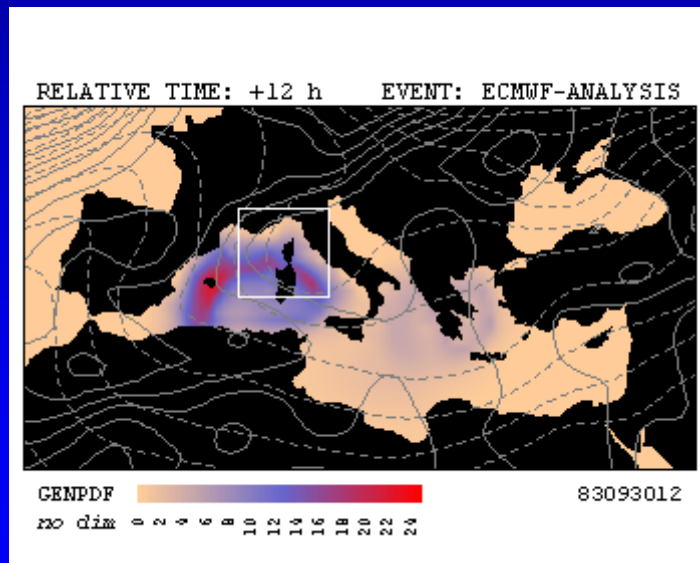 RELATIVE TIME: +12 h EVENT: ECMWF-ANALYSIS
GENPDF 83093012
no dim 0 2 4 6 8 10 12 14 16 18 20 22 24